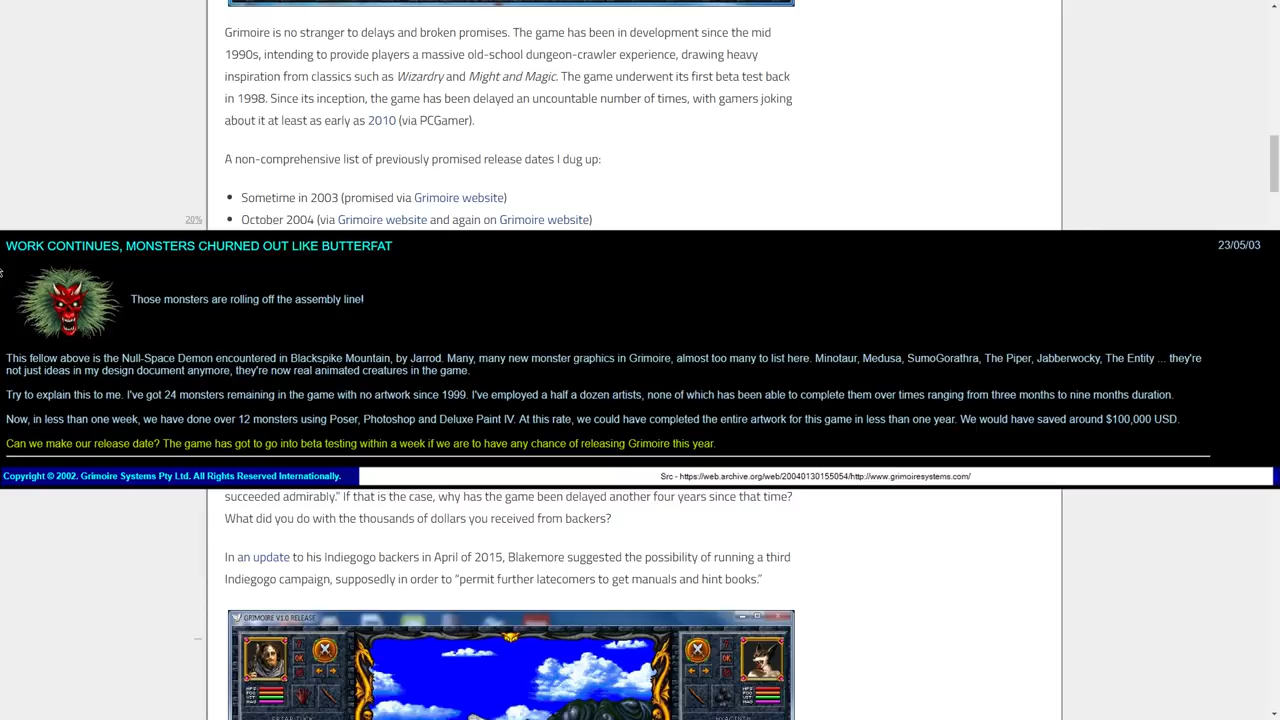 Grimoire is no stranger to delays and broken promises. The game has been in development since the mid
1990s, intending to provide players a massive old-school dungeon-crawler experience, drawing heavy
inspiration from classics such as Wizardry and Might and Magic. The game underwent its first beta test back
in 1998. Since its inception, the game has been delayed an uncountable number of times, with gamers joking
about it at least as early as 2010 (via PCGamer).
A non-comprehensive list of previously promised release dates I dug up:
Sometime in 2003 (promised via Grimoire website)
20%
October 2004 (via Grimoire website and again on Grimoire website)
WORK CONTINUES, MONSTERS CHURNED OUT LIKE BUTTERFAT
23/05/03
Those monsters are rolling off the assembly line!
This fellow above is the Null-Space Demon encountered in Blackspike Mountain, by Jarrod. Many, many new monster graphics in Grimoire, almost too many to list here. Minotaur, Medusa, SumoGorathra, The Piper, Jabberwocky, The Entity ... they're
not just ideas in my design document anymore, they're now real animated creatures in the game.
Try to explain this to me. I've got 24 monsters remaining in the game with no artwork since 1999. I've employed a half a dozen artists, none of which has been able to complete them over times ranging from three months to nine months duration.
Now, in less than one week, we have done over 12 monsters using Poser, Photoshop and Deluxe Paint IV. At this rate, we could have completed the entire artwork for this game in less than one year. We would have saved around $100,000 USD.
Can we make our release date? The game has got to go into beta testing within a week if we are to have any chance of releasing Grimoire this year.
Copyright © 2002. Grimoire Systems Pty Ltd. All Rights Reserved Internationally.
Src - https://web.archive.org/web/20040130155054/http://www.grimoiresystems.com/
succeeded admirably.” If that is the case, why has the game been delayed another four years since that time?
What did you do with the thousands of dollars you received from backers?
In an update to his Indiegogo backers in April of 2015, Blakemore suggested the possibility of running a third
Indiegogo campaign, supposedly in order to “permit further latecomers to get manuals and hint books.”
GRIMOIRE V1.0 RELEASE
OK
OK